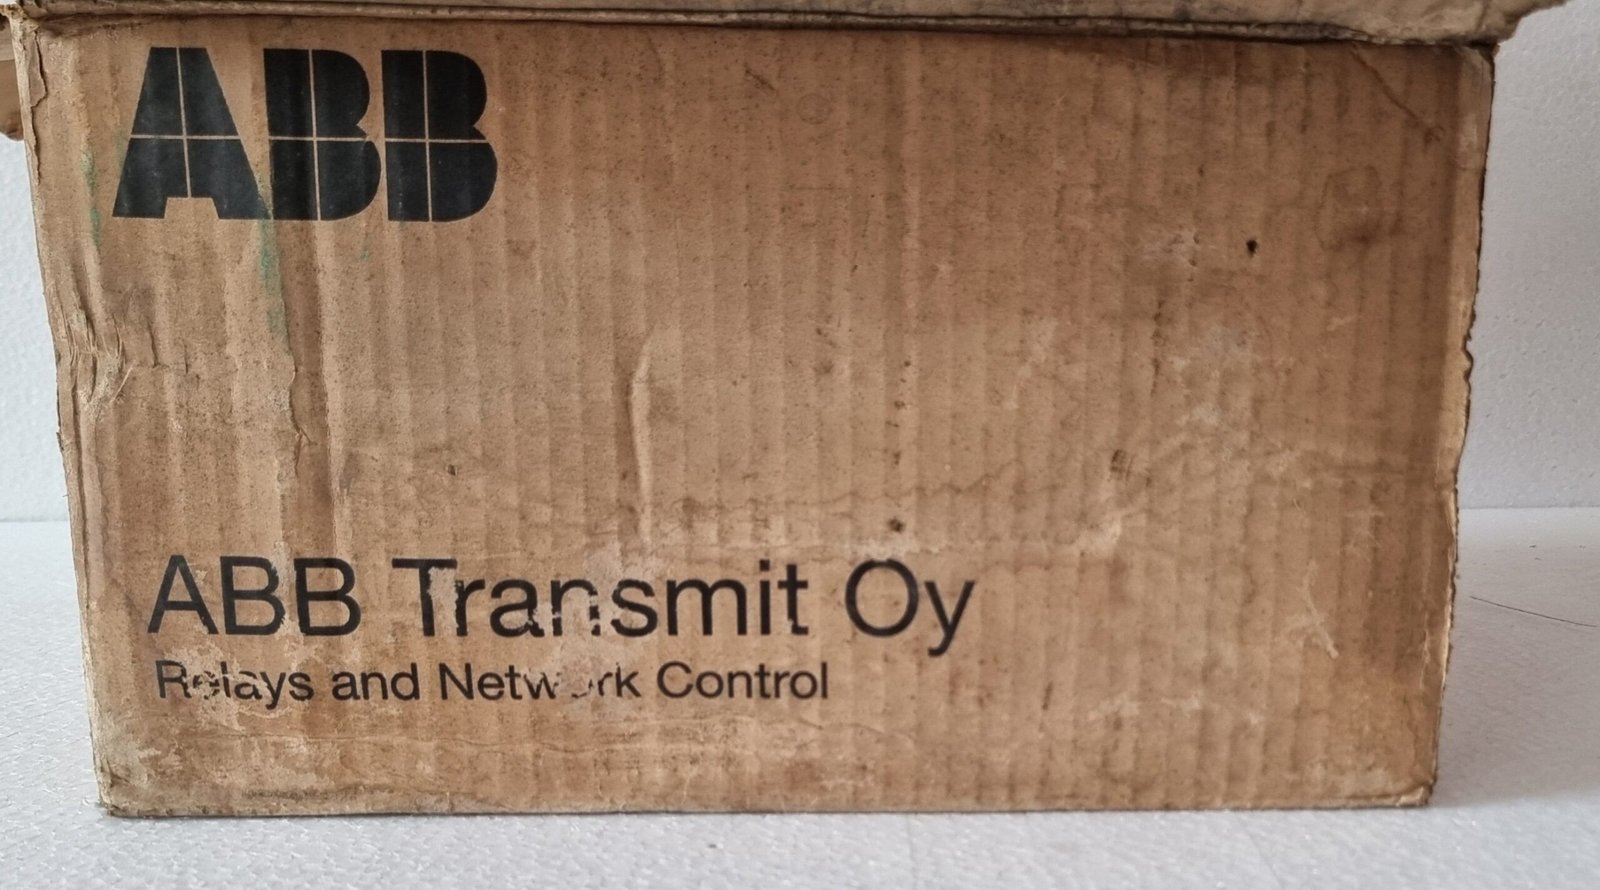 ABB
ABB Transmit Oy
Relays and Network Control